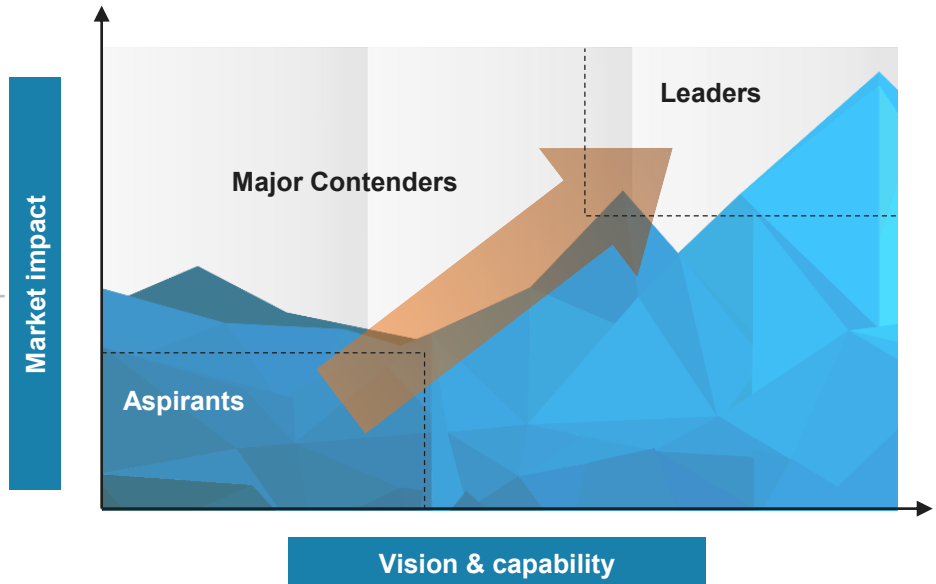 Leaders
Major Contenders
Market impact
Aspirants
Vision & capability